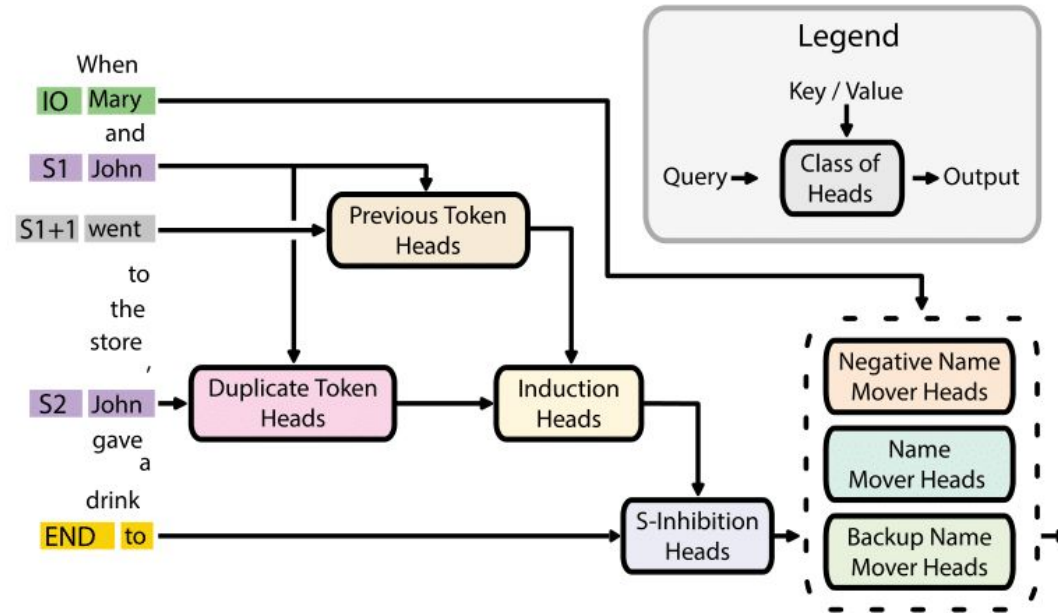 Legend
Key / Value
Query
Class of
Heads
Output
When
IO Mary
and
S1 John
S1+1 went
to
the
store
,
S2 John
gave
a
drink
END to
Previous Token
Heads
Duplicate Token
Heads
Induction
Heads
S-Inhibition
Heads
Negative Name
Mover Heads
Name
Mover Heads
Backup Name
Mover Heads